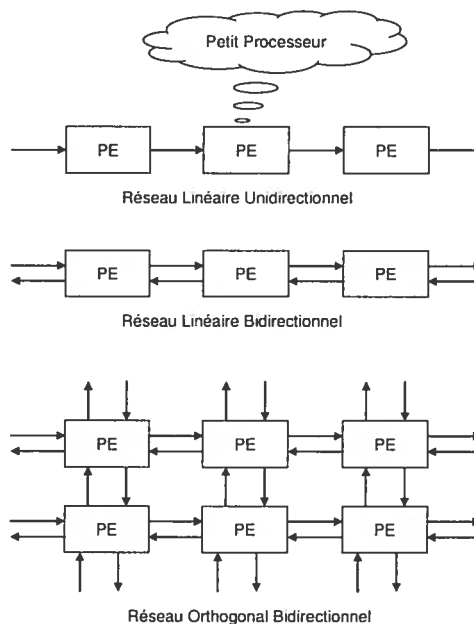 Petit Processeur
PE PE PE
Réseau Linéaire Unidirectionnel
PE PE PE
Réseau Linéaire Bidirectionnel
PE PE PE
PE PE PE
Réseau Orthogonal Bidirectionnel